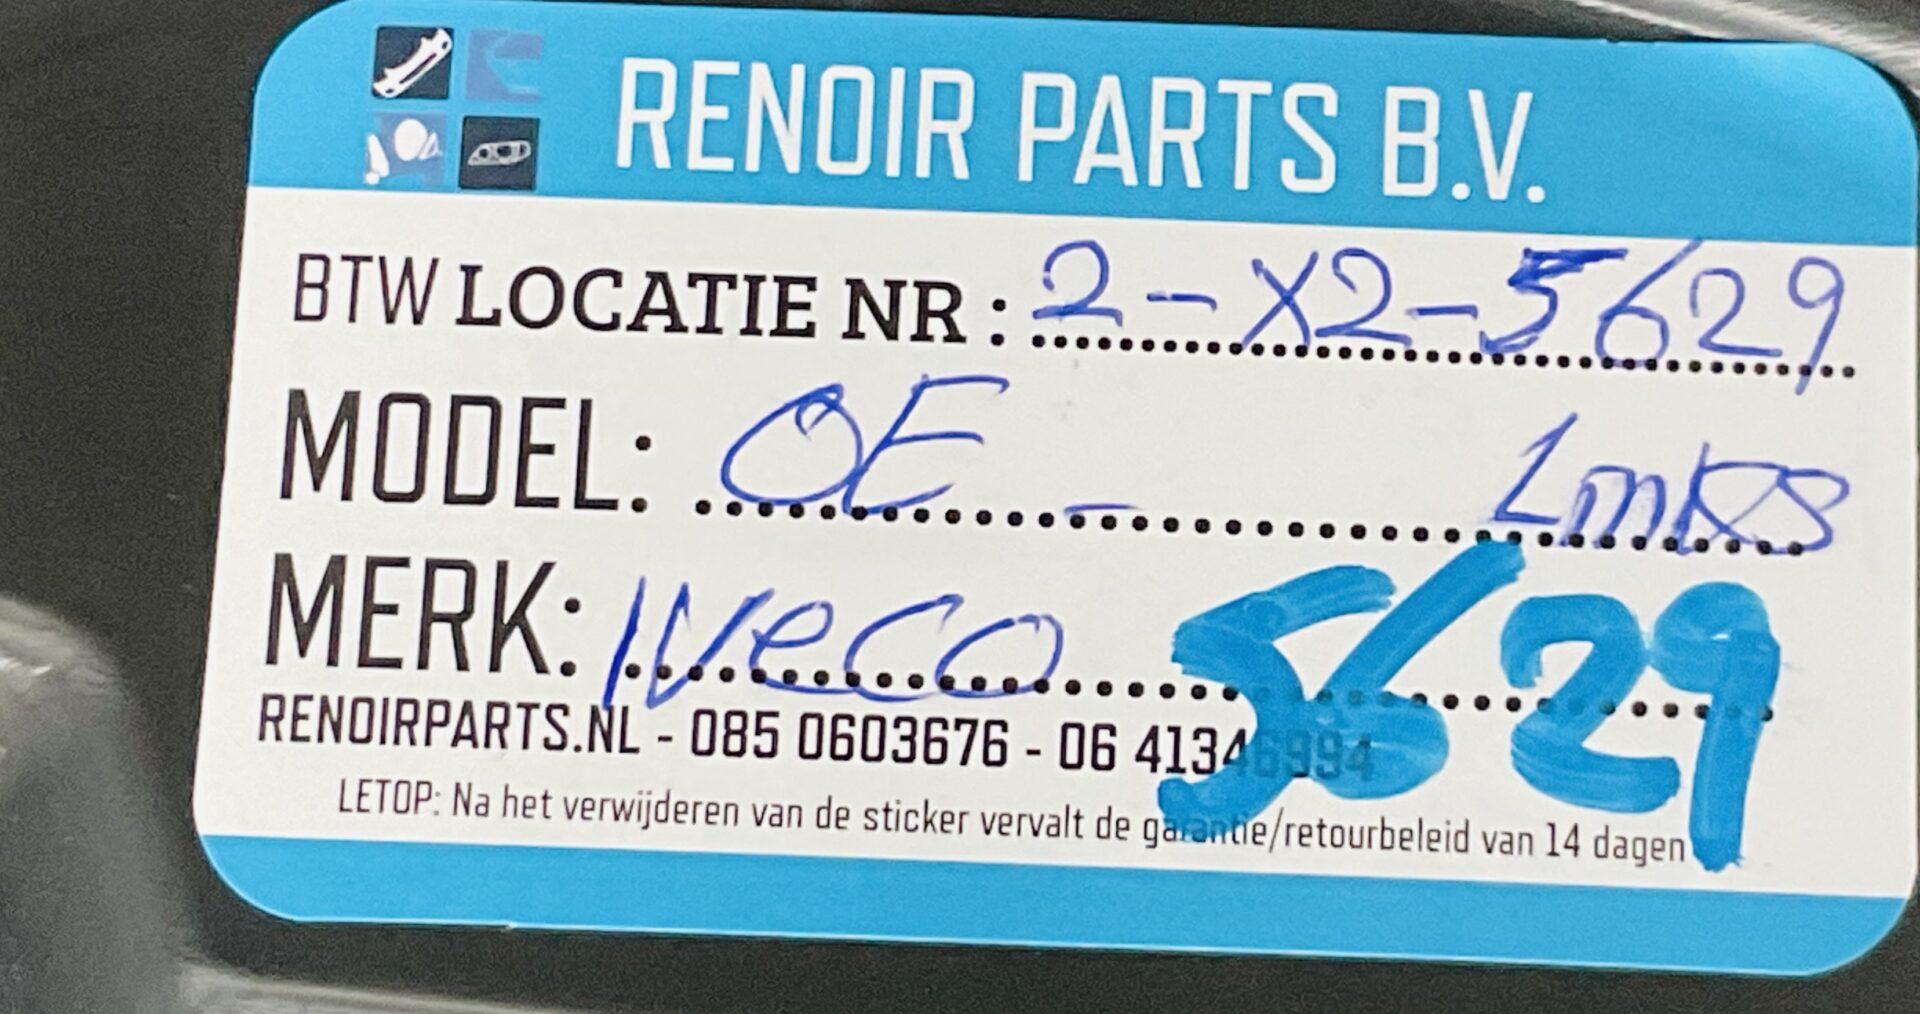 RENOIR PARTS B.V.
BTW LOCATIE NR : 2-X2-5629
MODEL: OE - Links
MERK: Iveco 5629
RENOIRPARTS.NL - 085 0603676 - 06 41346994
LETOP: Na het verwijderen van de sticker vervalt de garantie/retourbeleid van 14 dagen